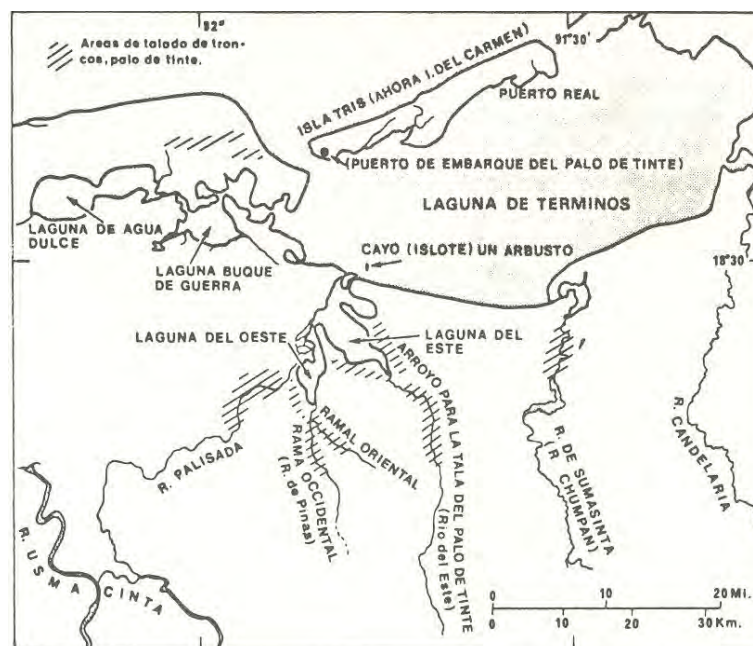 92°
91°30'
Areas de talado de tron-
cos, palo de tinte.
ISLA TRIS (AHORA I. DEL CARMEN)
PUERTO REAL
(PUERTO DE EMBARQUE DEL PALO DE TINTE)
LAGUNA DE TERMINOS
LAGUNA DE AGUA
DULCE
LAGUNA BUQUE
DE GUERRA
CAYO (ISLOTE) UN ARBUSTO
18°30'
LAGUNA DEL OESTE
LAGUNA DEL
ESTE
R. PALISADA
RAMAL ORIENTAL
RAMA OCCIDENTAL
(R. de Pinas)
ARROYO PARA LA TALA DEL PALO DE TINTE
(Rio del Este)
R. DE SUMASINTA
R. CHUMPAN)
R. CANDELARIA
R. USMA CINTA
0 10 20 Mi.
0 10 20 30 Km.